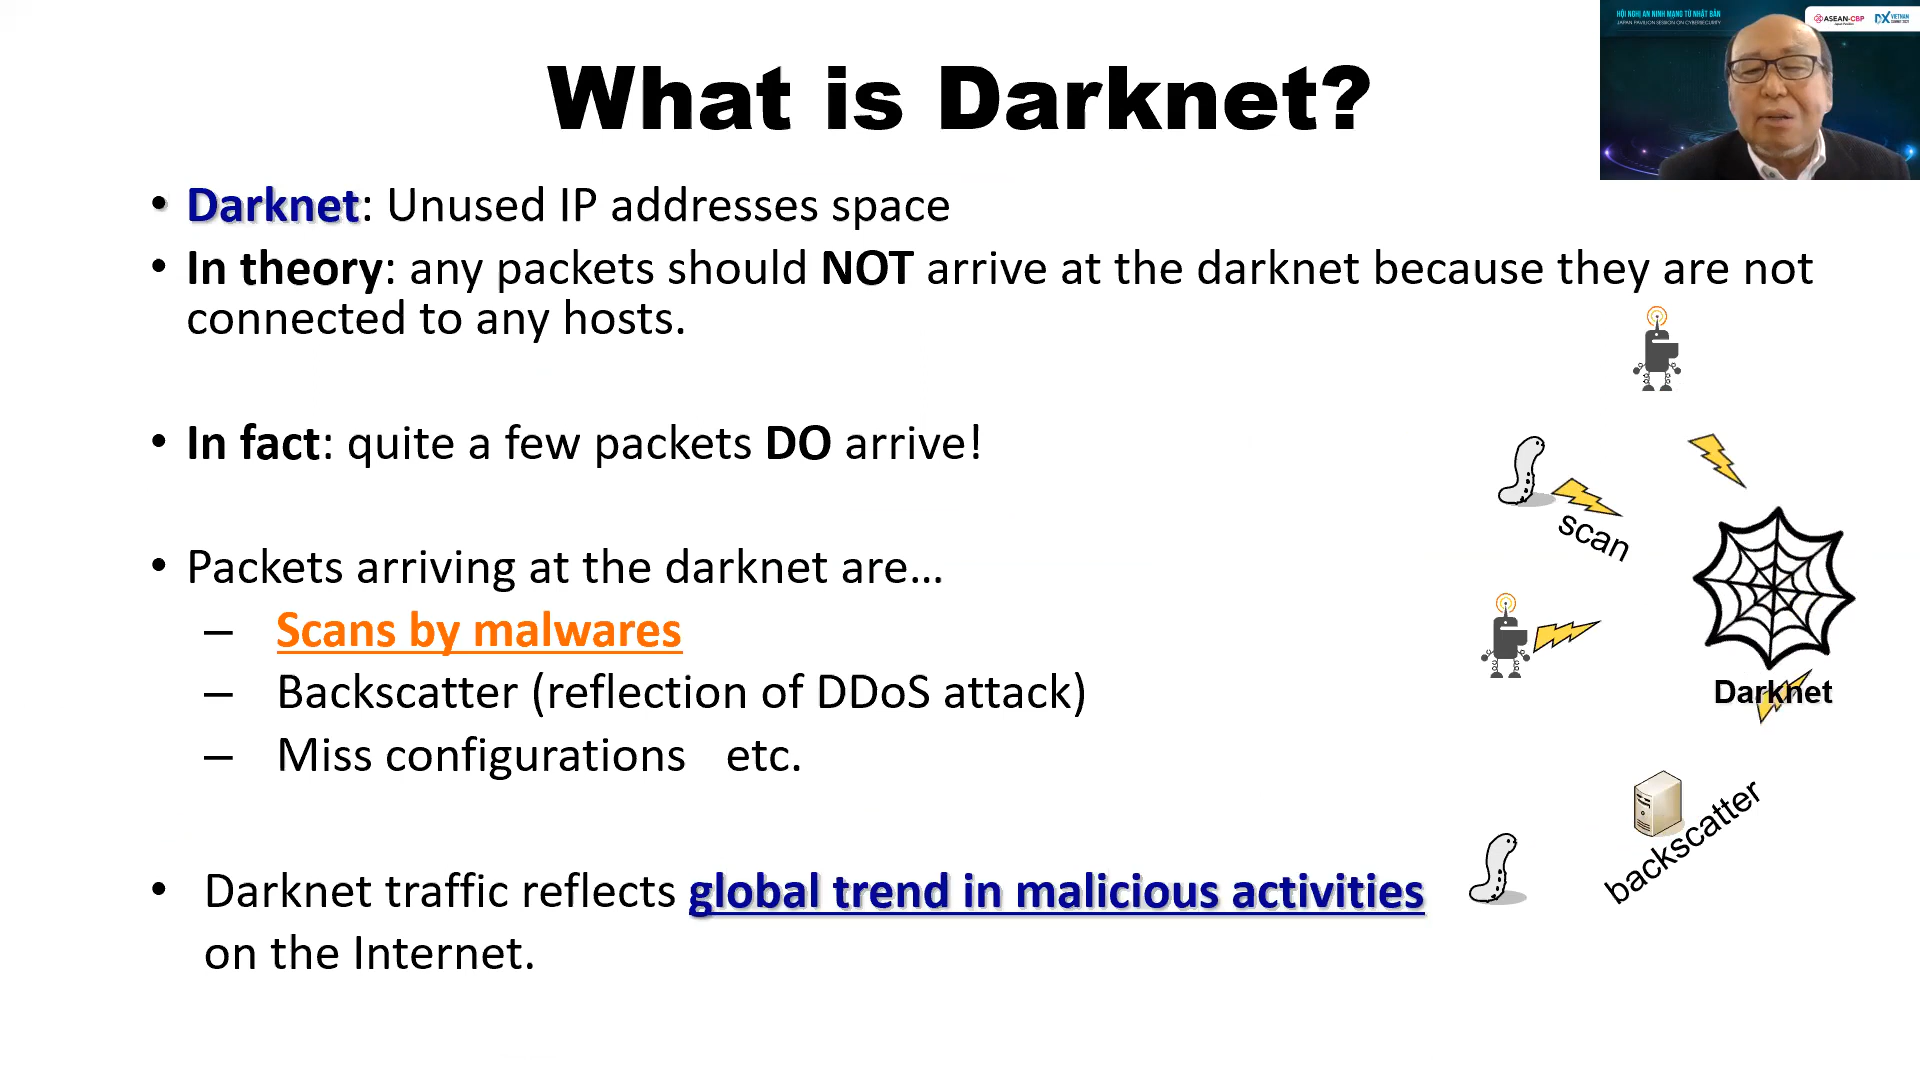 What is Darknet?
HỘI NGHỊ AN NINH MẠNG TỪ NHẬT BẢN
JAPAN PAVILION SESSION ON CYBERSECURITY
ASEAN-CBP
DX VIETNAM
• Darknet: Unused IP addresses space
• In theory: any packets should NOT arrive at the darknet because they are not
connected to any hosts.
• In fact: quite a few packets DO arrive!
• Packets arriving at the darknet are…
– Scans by malwares
– Backscatter (reflection of DDoS attack)
– Miss configurations etc.
• Darknet traffic reflects global trend in malicious activities
on the Internet.
scan
Darknet
backscatter